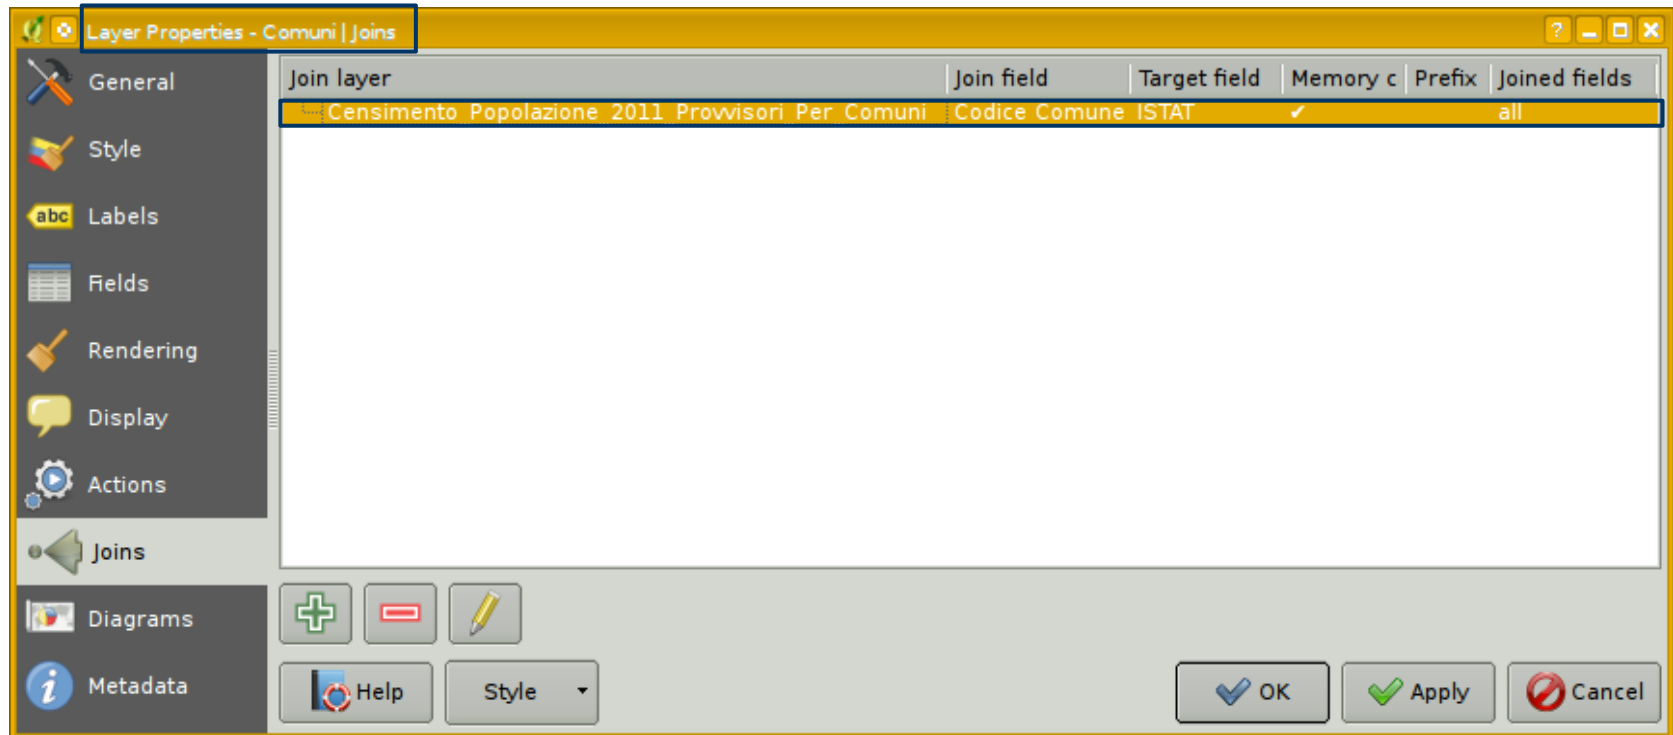 Layer Properties - Comuni | Joins
?
General
Style
abc Labels
Fields
Rendering
Display
Actions
Joins
Diagrams
i Metadata
Join layer Join field Target field Memory c Prefix Joined fields
Censimento Popolazione 2011 Provvisori Per Comuni Codice Comune ISTAT ✔ all
Help Style OK Apply Cancel